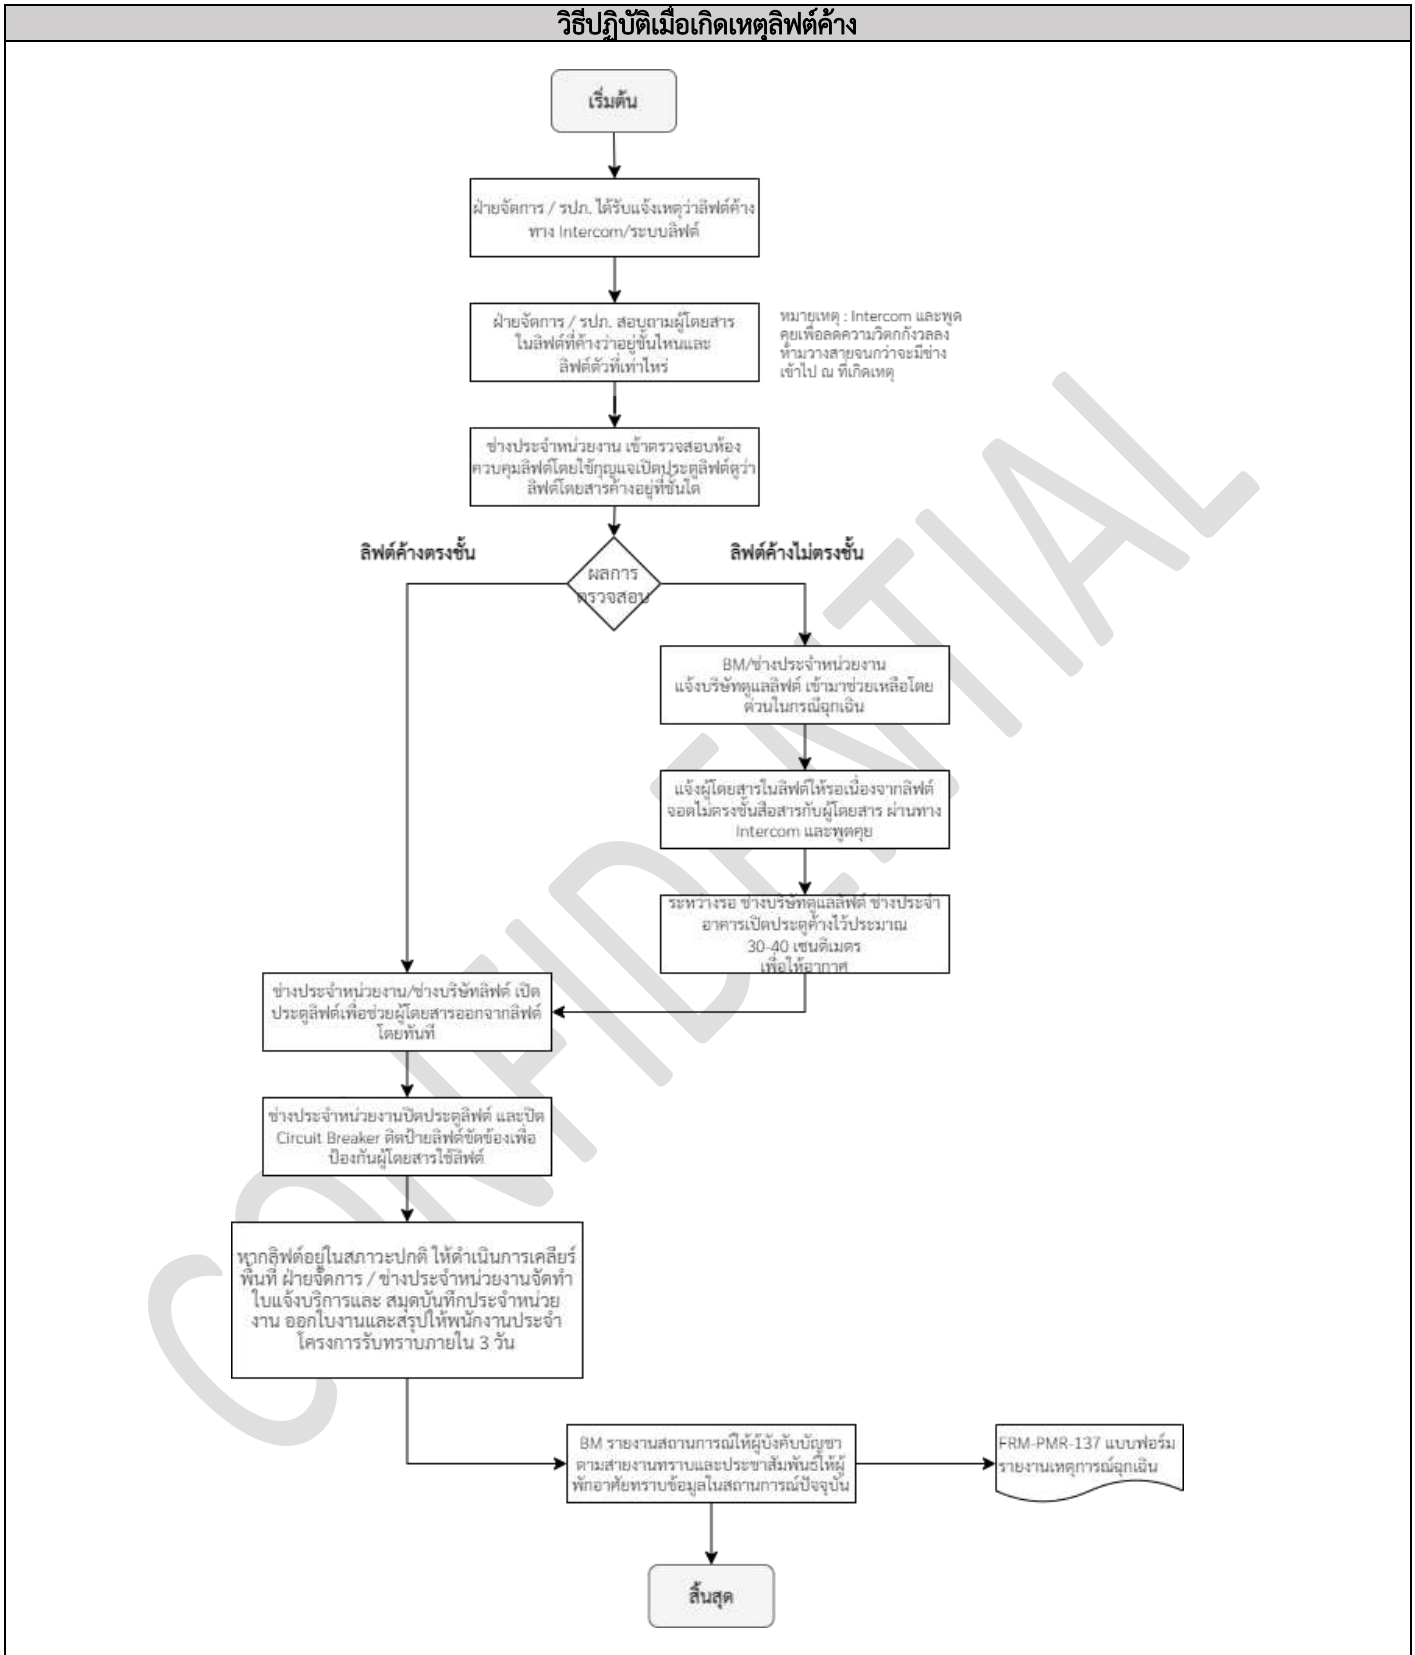 วิธีปฏิบัติเมื่อเกิดเหตุลิฟต์ค้าง
เริ่มต้น
ฝ่ายจัดการ / รปภ. ได้รับแจ้งเหตุว่าลิฟต์ค้าง
ทาง Intercom/ระบบลิฟต์
ฝ่ายจัดการ / รปภ. สอบถามผู้โดยสาร
ในลิฟต์ที่ค้างว่าอยู่ชั้นไหนและ
ลิฟต์ตัวที่เท่าไหร่
หมายเหตุ : Intercom และพูด
คุยเพื่อลดความวิตกกังวลลง
ห้ามวางสายจนกว่าจะมีช่าง
เข้าไป ณ ที่เกิดเหตุ
ช่างประจำหน่วยงาน เข้าตรวจสอบห้อง
ควบคุมลิฟต์โดยใช้กุญแจเปิดประตูลิฟต์ดูว่า
ลิฟต์โดยสารค้างอยู่ที่ชั้นใด
ลิฟต์ค้างตรงชั้น
ลิฟต์ค้างไม่ตรงชั้น
ผลการ
ตรวจสอบ
BM/ช่างประจำหน่วยงาน
แจ้งบริษัทดูแลลิฟต์ เข้ามาช่วยเหลือโดย
ด่วนในกรณีฉุกเฉิน
แจ้งผู้โดยสารในลิฟต์ให้รอเนื่องจากลิฟต์
จอดไม่ตรงชั้นสื่อสารกับผู้โดยสาร ผ่านทาง
Intercom และพูดคุย
ระหว่างรอ ช่างบริษัทดูแลลิฟต์ ช่างประจำ
อาคารเปิดประตูค้างไว้ประมาณ
30-40 เซนติเมตร
เพื่อให้อากาศ
ช่างประจำหน่วยงาน/ช่างบริษัทลิฟต์ เปิด
ประตูลิฟต์เพื่อช่วยผู้โดยสารออกจากลิฟต์
โดยทันที
ช่างประจำหน่วยงานปิดประตูลิฟต์ และปิด
Circuit Breaker ติดป้ายลิฟต์ขัดข้องเพื่อ
ป้องกันผู้โดยสารใช้ลิฟต์
หากลิฟต์อยู่ในสภาวะปกติ ให้ดำเนินการเคลียร์
พื้นที่ ฝ่ายจัดการ / ช่างประจำหน่วยงานจัดทำ
ใบแจ้งบริการและ สมุดบันทึกประจำหน่วย
งาน ออกใบงานและสรุปให้พนักงานประจำ
โครงการรับทราบภายใน 3 วัน
BM รายงานสถานการณ์ให้ผู้บังคับบัญชา
ตามสายงานทราบและประชาสัมพันธ์ให้ผู้
พักอาศัยทราบข้อมูลในสถานการณ์ปัจจุบัน
FRM-PMR-137 แบบฟอร์ม
รายงานเหตุการณ์ฉุกเฉิน
สิ้นสุด
CONFIDENTIAL